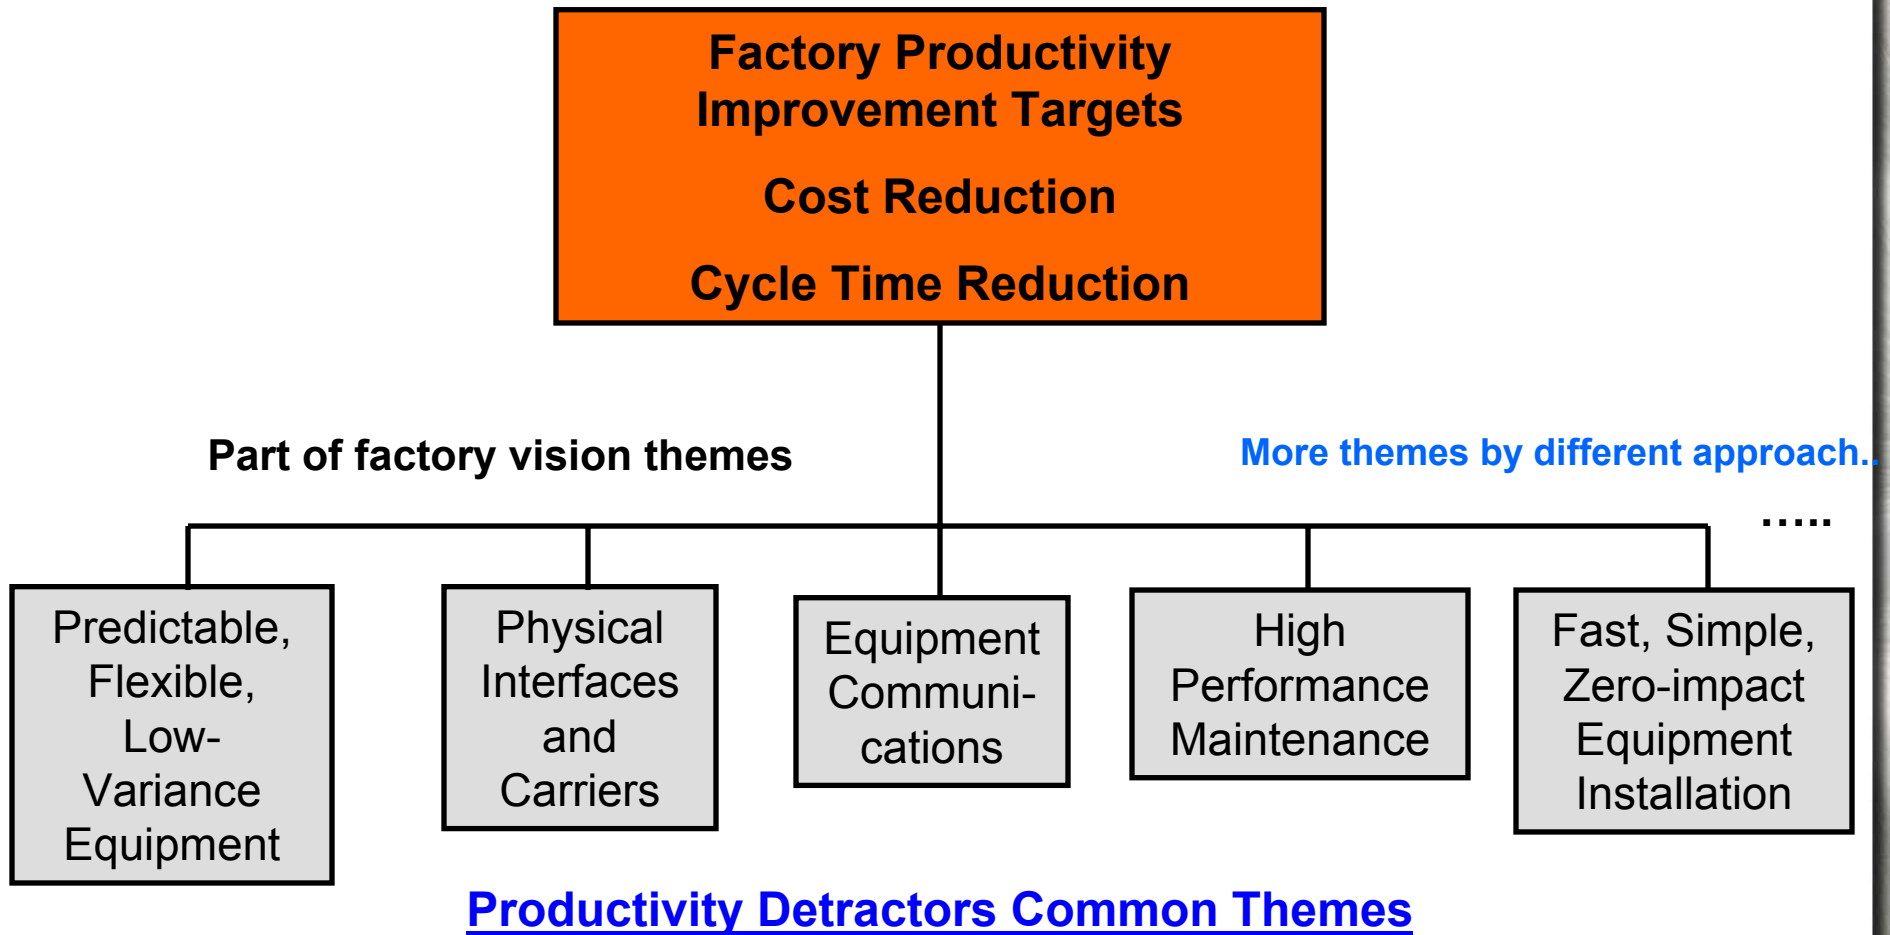 Factory Productivity
Improvement Targets
Cost Reduction
Cycle Time Reduction
Part of factory vision themes
More themes by different approach..
.....
Predictable,
Flexible,
Low-
Variance
Equipment
Physical
Interfaces
and
Carriers
Equipment
Communi-
cations
High
Performance
Maintenance
Fast, Simple,
Zero-impact
Equipment
Installation
Productivity Detractors Common Themes